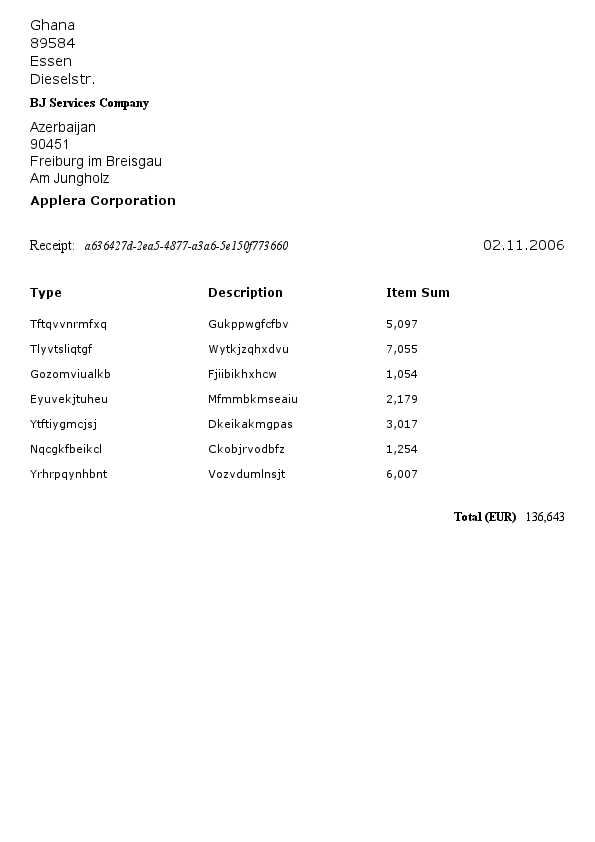 Ghana
89584
Essen
Dieselstr.
BJ Services Company
Azerbaijan
90451
Freiburg im Breisgau
Am Jungholz
Applera Corporation
Receipt: a636427d-2ea5-4877-a3a6-5e150f773660 02.11.2006
Type Description Item Sum
Tftqvvnrmfxq Gukppwgfcfbv 5,097
Tlyvtsliqtgf Wytkjzqhxdvu 7,055
Gozomviualkb Fjiibikhxhcw 1,054
Eyuvekjtuheu Mfmmbkmseaiu 2,179
Ytftiygmcjsj Dkeikakmgpas 3,017
Nqcgkfbeikcl Ckobjrvodbfz 1,254
Yrhrpqynhbnt Vozvdumlnsjt 6,007
Total (EUR) 136,643